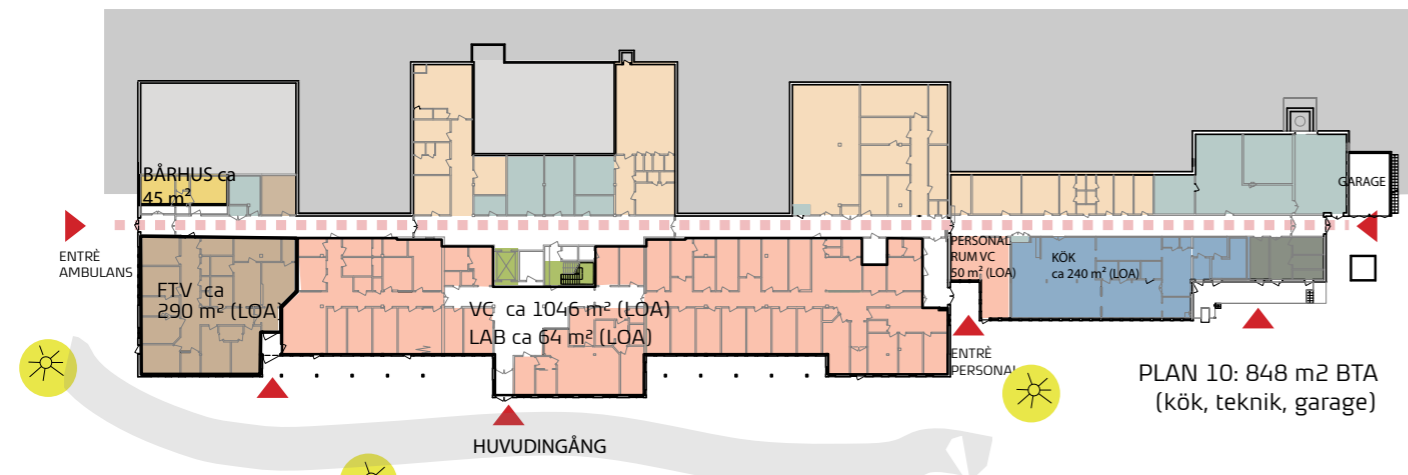 BÅRHUS ca
45 m²
GARAGE
ENTRÈ
AMBULANS
PERSONAL
RUM VC
50 m² (LOA)
KÖK
ca 240 m² (LOA)
FTV ca
290 m² (LOA)
VC ca 1046 m² (LOA)
LAB ca 64 m² (LOA)
ENTRÈ
PERSONAL
PLAN 10: 848 m2 BTA
(kök, teknik, garage)
HUVUDINGÅNG